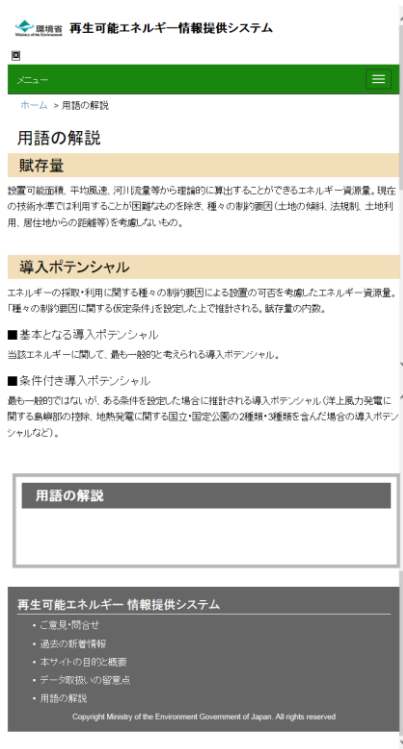 環境省 再生可能エネルギー情報提供システム
Ministry of the Environment
メニュー
ホーム > 用語の解説
用語の解説
賦存量
設置可能面積、平均風速、河川流量等から理論的に算出することができるエネルギー資源量。現在
の技術水準では利用することが困難なものを除き、種々の制約要因(土地の傾斜、法規制、土地利
用、居住地からの距離等)を考慮しないもの。
導入ポテンシャル
エネルギーの採取・利用に関する種々の制約要因による設置の可否を考慮したエネルギー資源量。
「種々の制約要因に関する仮定条件」を設定した上で推計される。賦存量の内数。
■基本となる導入ポテンシャル
当該エネルギーに関して、最も一般的と考えられる導入ポテンシャル。
■条件付き導入ポテンシャル
最も一般的ではないが、ある条件を設定した場合に推計される導入ポテンシャル(洋上風力発電に
関する島嶼部の控除、地熱発電に関する国立・国定公園の2種類・3種類を含んだ場合の導入ポテン
シャルなど)。
用語の解説
再生可能エネルギー 情報提供システム
・ご意見・問合せ
・過去の新着情報
・本サイトの目的と概要
・データ取扱いの留意点
・用語の解説
Copyright Ministry of the Environment Government of Japan. All rights reserved